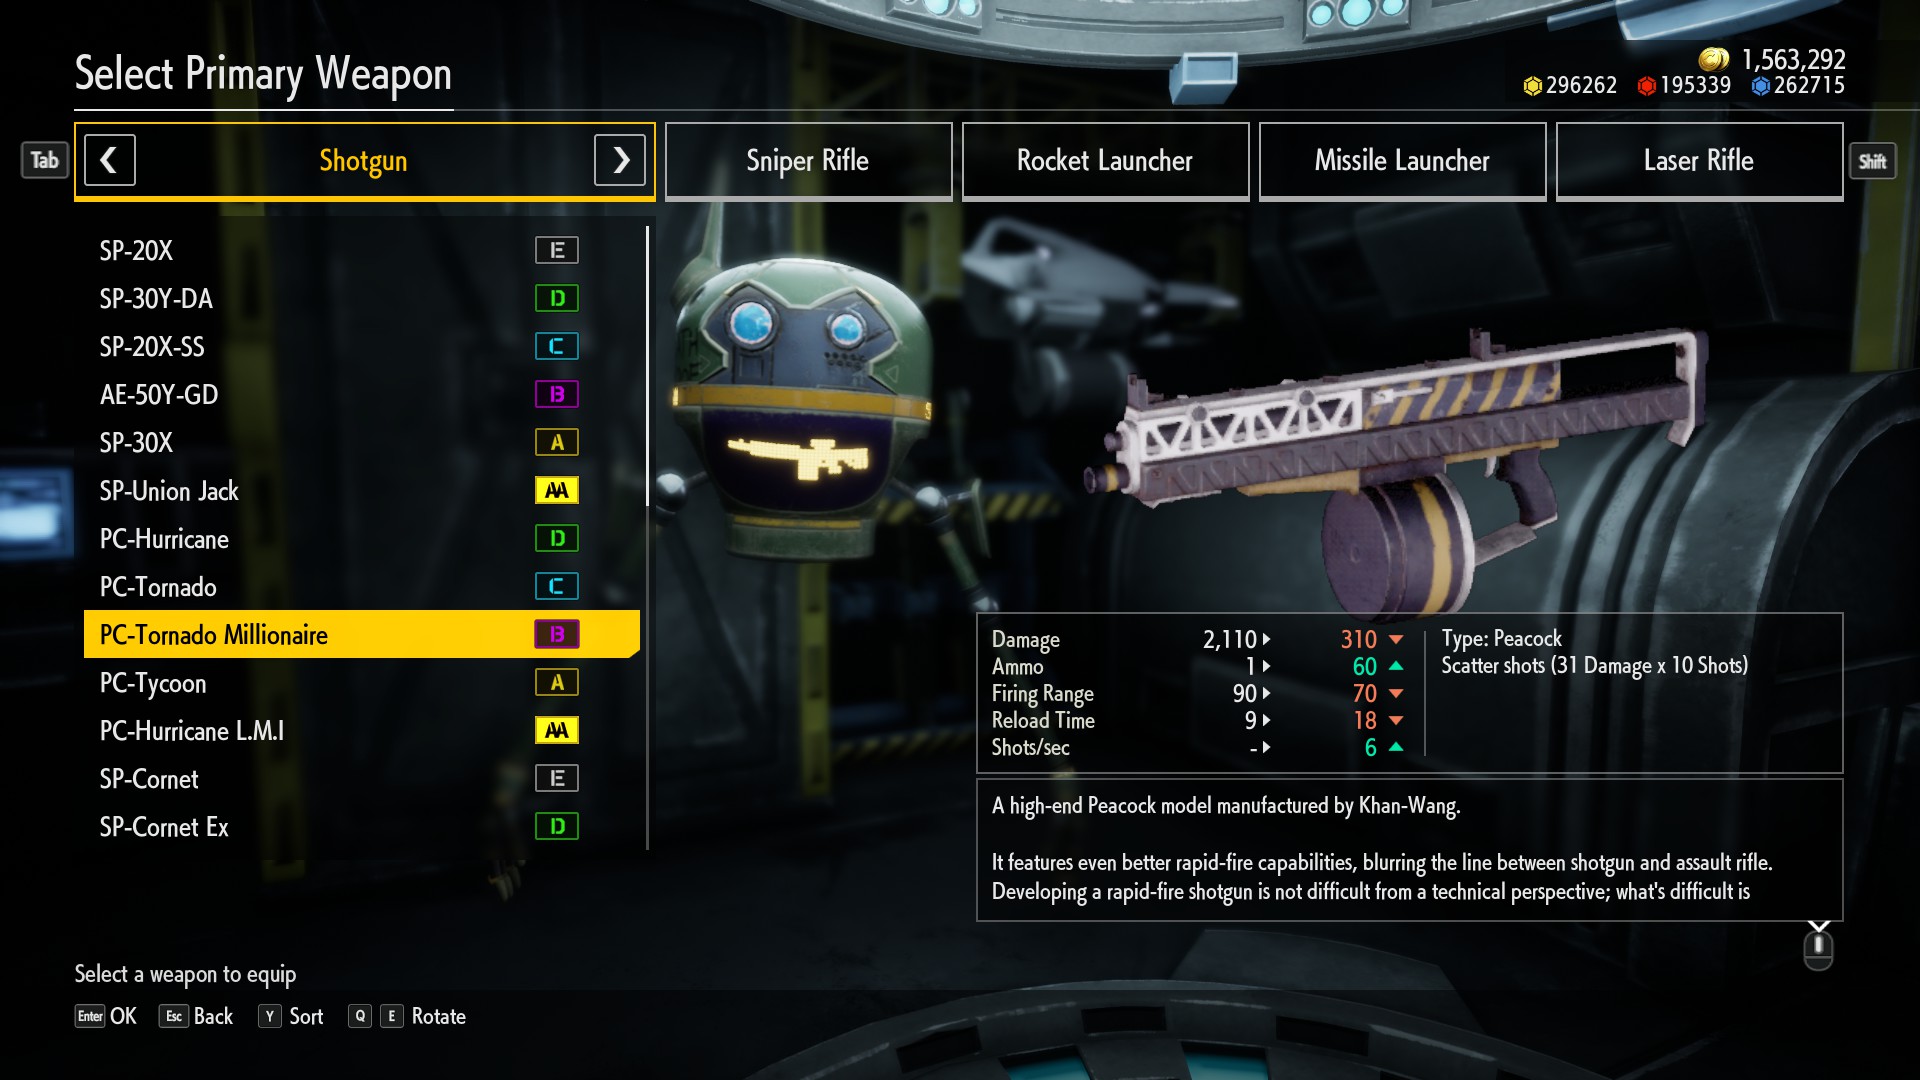 Select Primary Weapon
1,563,292
296262 195339 262715
Tab
Shotgun
Sniper Rifle
Rocket Launcher
Missile Launcher
Laser Rifle
Shift
SP-20X E
SP-30Y-DA D
SP-20X-SS C
AE-50Y-GD B
SP-30X A
SP-Union Jack AA
PC-Hurricane D
PC-Tornado C
PC-Tornado Millionaire B
PC-Tycoon A
PC-Hurricane L.M.I AA
SP-Cornet E
SP-Cornet Ex D
Damage 2,110 310
Ammo 1 60
Firing Range 90 70
Reload Time 9 18
Shots/sec - 6
Type: Peacock
Scatter shots (31 Damage x 10 Shots)
A high-end Peacock model manufactured by Khan-Wang.
It features even better rapid-fire capabilities, blurring the line between shotgun and assault rifle.
Developing a rapid-fire shotgun is not difficult from a technical perspective; what's difficult is
Select a weapon to equip
Enter OK Esc Back Y Sort Q E Rotate